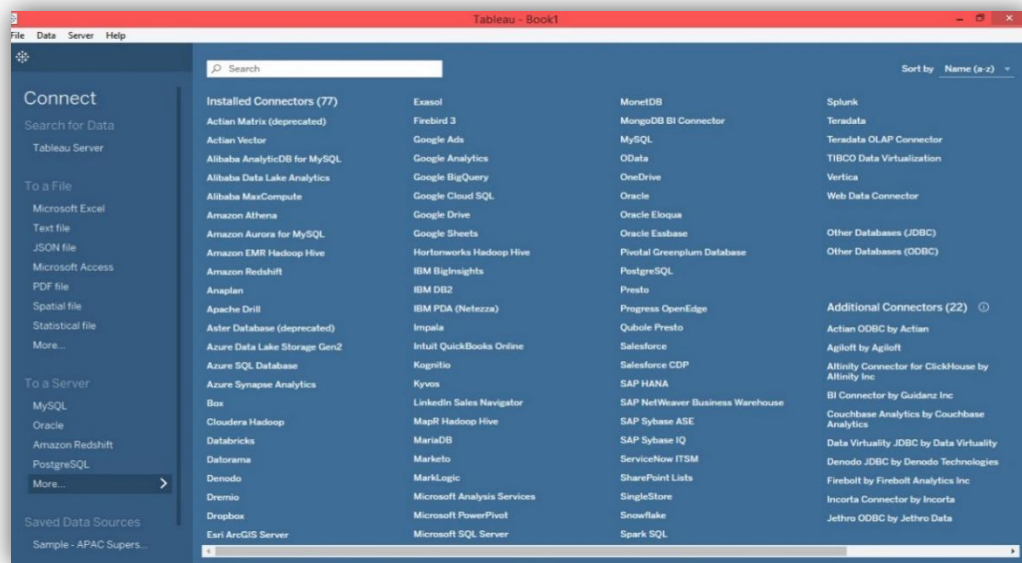 Tableau - Book1
File Data Server Help
Connect
Search for Data
Tableau Server
To a File
Microsoft Excel
Text file
JSON file
Microsoft Access
PDF file
Spatial file
Statistical file
More...
To a Server
MySQL
Oracle
Amazon Redshift
PostgreSQL
More...
Saved Data Sources
Sample - APAC Supers...
Search
Sort by Name (a-z)
Installed Connectors (77)
Actian Matrix (deprecated)
Actian Vector
Alibaba AnalyticDB for MySQL
Alibaba Data Lake Analytics
Alibaba MaxCompute
Amazon Athena
Amazon Aurora for MySQL
Amazon EMR Hadoop Hive
Amazon Redshift
Anaplan
Apache Drill
Aster Database (deprecated)
Azure Data Lake Storage Gen2
Azure SQL Database
Azure Synapse Analytics
Box
Cloudera Hadoop
Databricks
Datorama
Denodo
Dremio
Dropbox
Esri ArcGIS Server
Exasol
Firebird 3
Google Ads
Google Analytics
Google BigQuery
Google Cloud SQL
Google Drive
Google Sheets
Hortonworks Hadoop Hive
IBM BigInsights
IBM DB2
IBM PDA (Netezza)
Impala
Intuit QuickBooks Online
Kognitio
Kyvos
LinkedIn Sales Navigator
MapR Hadoop Hive
MariaDB
Marketo
MarkLogic
Microsoft Analysis Services
Microsoft PowerPivot
Microsoft SQL Server
MonetDB
MongoDB BI Connector
MySQL
OData
OneDrive
Oracle
Oracle Eloqua
Oracle Essbase
Pivotal Greenplum Database
PostgreSQL
Presto
Progress OpenEdge
Qubole Presto
Salesforce
Salesforce CDP
SAP HANA
SAP NetWeaver Business Warehouse
SAP Sybase ASE
SAP Sybase IQ
ServiceNow ITSM
SharePoint Lists
SingleStore
Snowflake
Spark SQL
Splunk
Teradata
Teradata OLAP Connector
TIBCO Data Virtualization
Vertica
Web Data Connector
Other Databases (JDBC)
Other Databases (ODBC)
Additional Connectors (22)
Actian ODBC by Actian
Agiloft by Agiloft
Altinity Connector for ClickHouse by
Altinity Inc
BI Connector by Guidanz Inc
Couchbase Analytics by Couchbase
Analytics
Data Virtuality JDBC by Data Virtuality
Denodo JDBC by Denodo Technologies
Firebolt by Firebolt Analytics Inc
Incorta Connector by Incorta
Jethro ODBC by Jethro Data